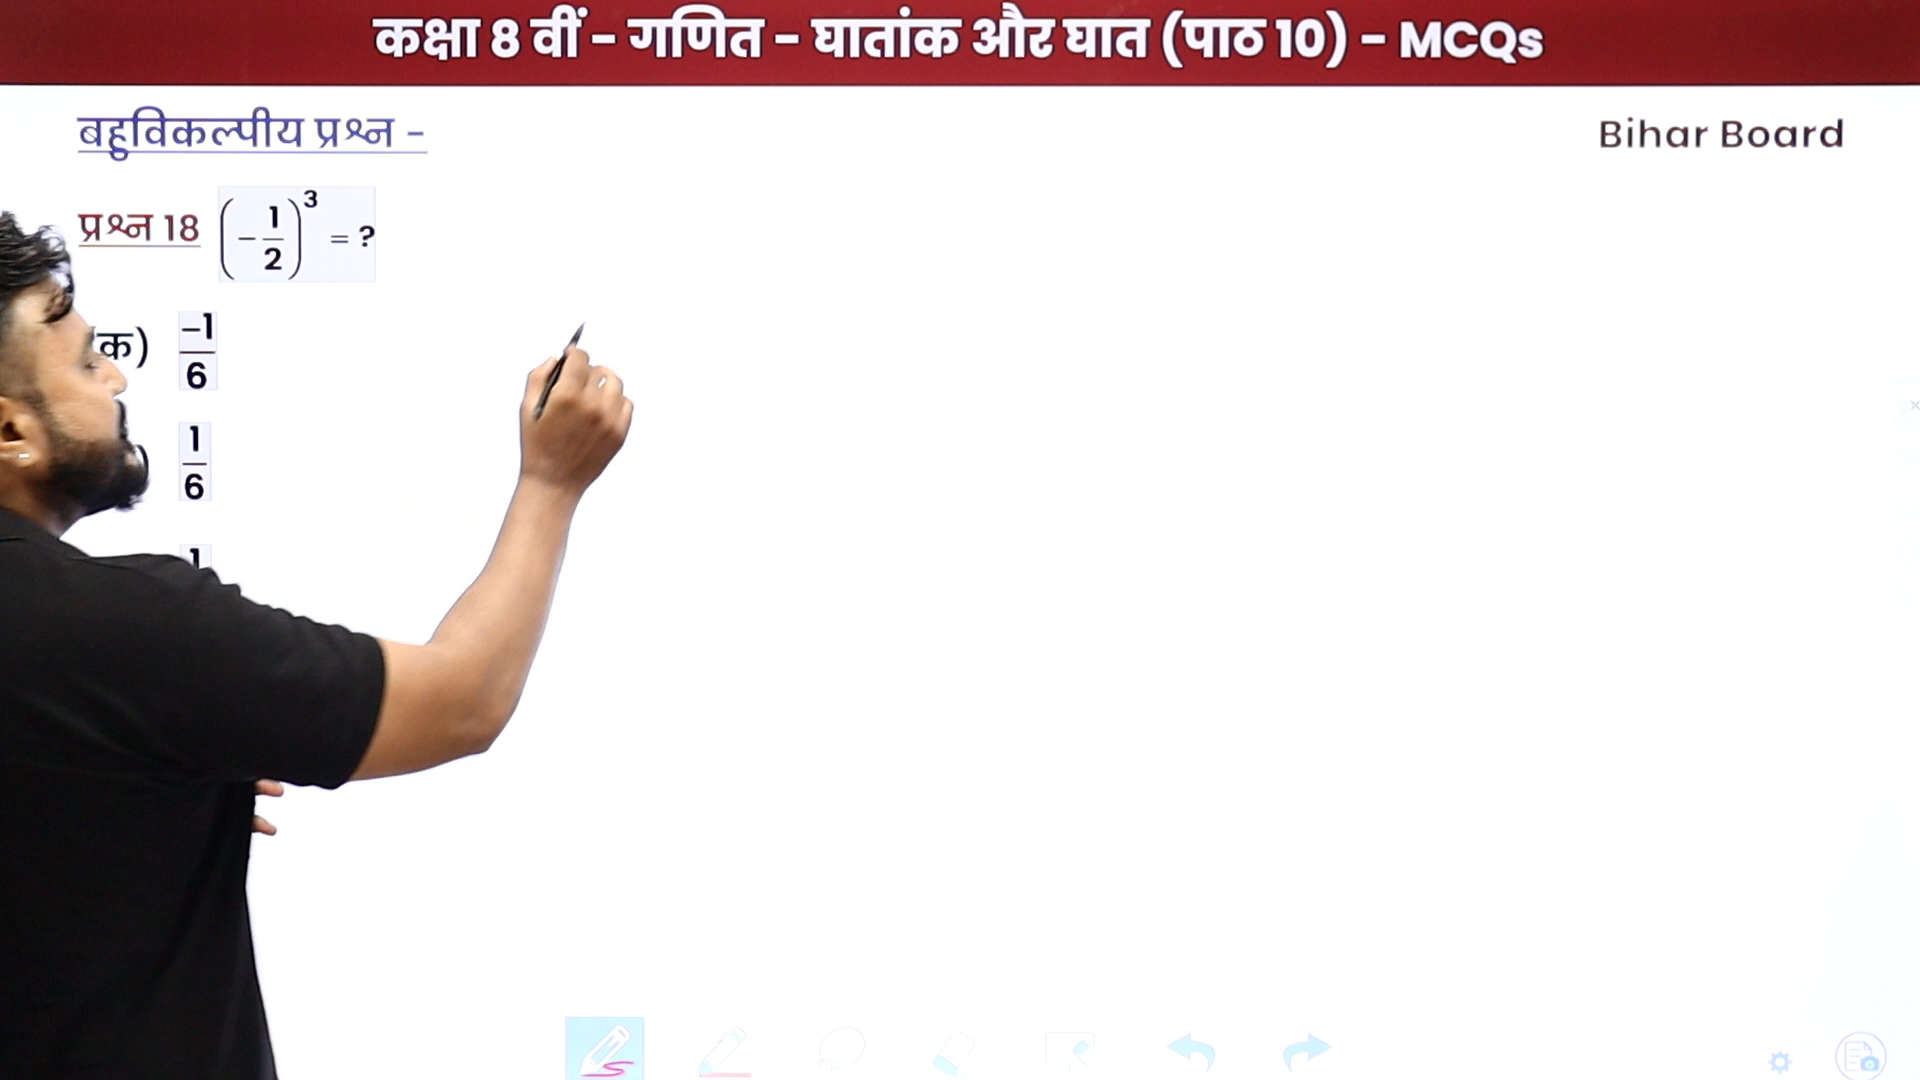 कक्षा 8 वीं - गणित - घातांक और घात (पाठ 10) - MCQs
बहुविकल्पीय प्रश्न -
Bihar Board
प्रश्न 18 (-1/2)^3 = ?
क) -1/6
) 1/6
1